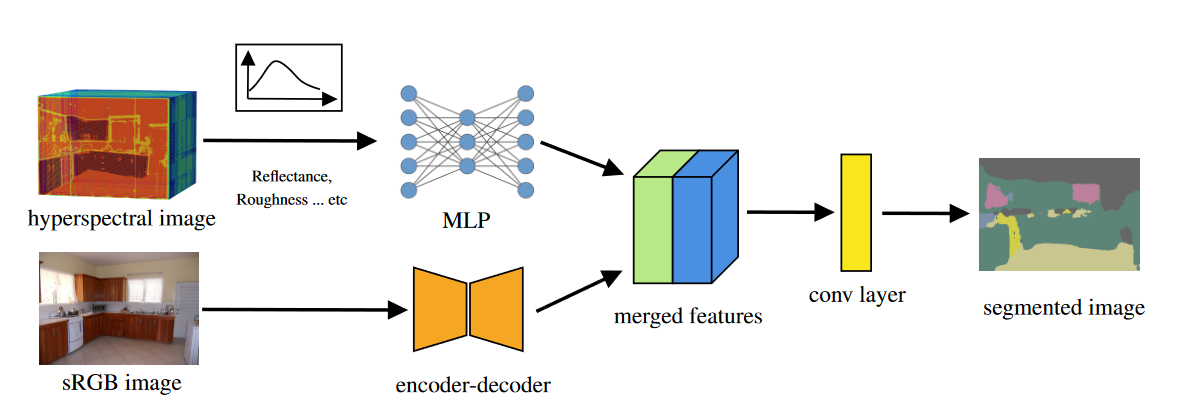 Reflectance,
Roughness ... etc
hyperspectral image
MLP
sRGB image
encoder-decoder
merged features
conv layer
segmented image